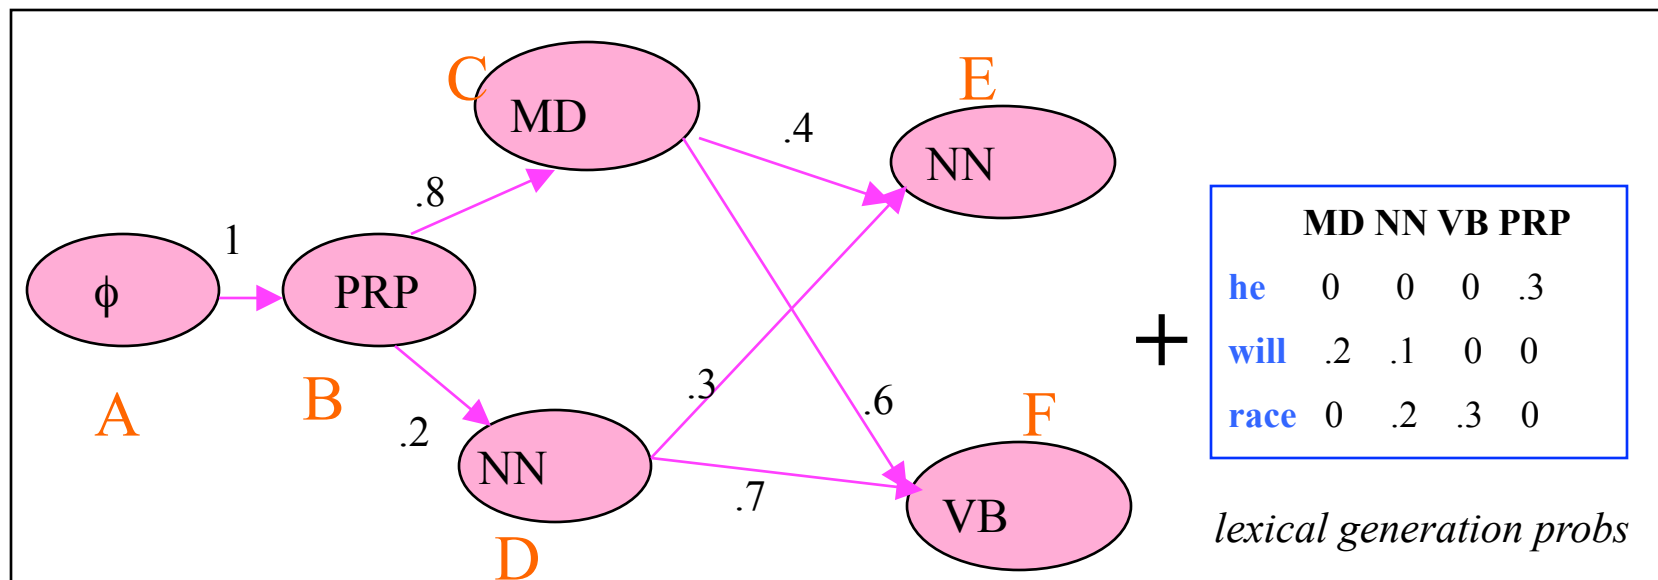 C
MD
E
NN
.4
.8
1
φ
PRP
A
B
.2
.3
.6
F
NN
.7
VB
D
+
MD NN VB PRP
he 0 0 0 .3
will .2 .1 0 0
race 0 .2 .3 0
lexical generation probs